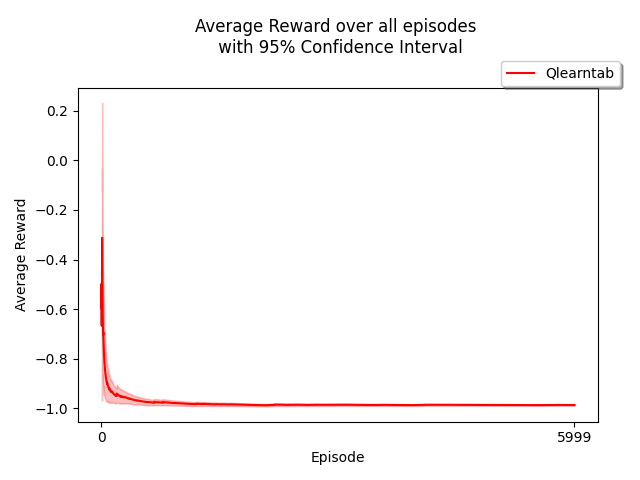 Average Reward over all episodes
with 95% Confidence Interval
Qlearntab
0.2
0.0
−0.2
−0.4
−0.6
−0.8
−1.0
Average Reward
0
5999
Episode